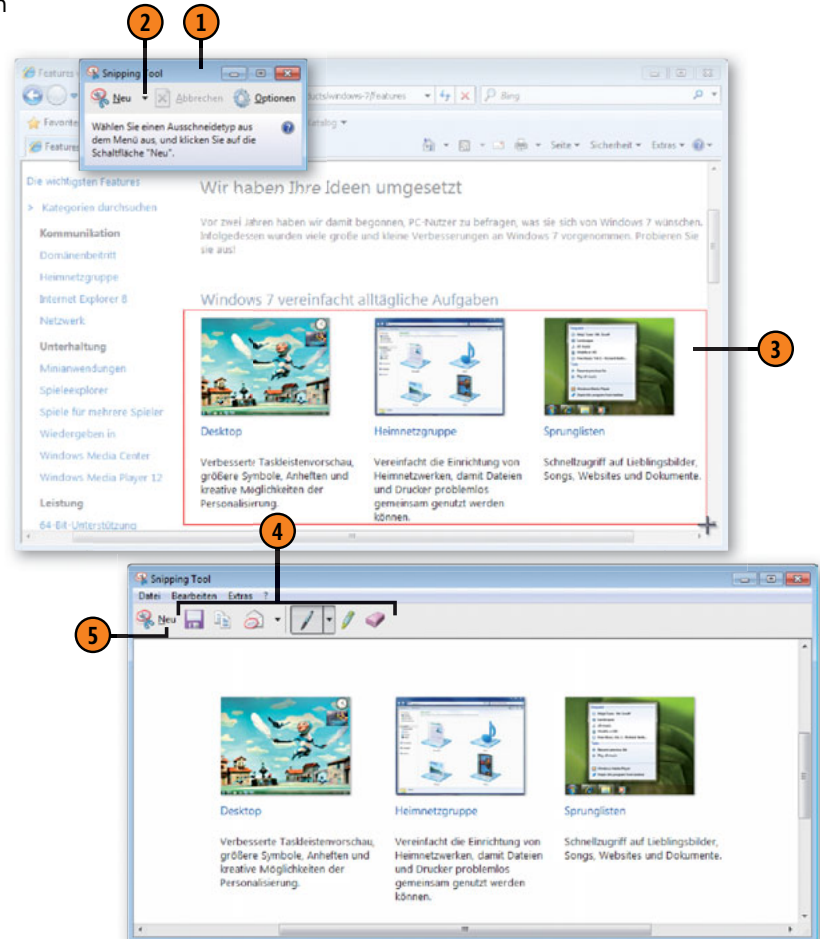 2
1
Features
Snipping Tool
Neu
Abbrechen
Optionen
ducts/windows-7/features
Bing
Wählen Sie einen Ausschneidetyp aus
dem Menü aus, und klicken Sie auf die
Schaltfläche "Neu".
Seite
Sicherheit
Extras
Die wichtigsten Features
> Kategorien durchsuchen
Kommunikation
Domänenbeitritt
Heimnetzgruppe
Internet Explorer 8
Netzwerk
Unterhaltung
Minianwendungen
Spieleexplorer
Spiele für mehrere Spieler
Wiedergeben in
Windows Media Center
Windows Media Player 12
Leistung
64-Bit-Unterstützung
Wir haben Ihre Ideen umgesetzt
Vor zwei Jahren haben wir damit begonnen, PC-Nutzer zu befragen, was sie sich von Windows 7 wünschen.
Infolgedessen wurden viele große und kleine Verbesserungen an Windows 7 vorgenommen. Probieren Sie
sie aus!
Windows 7 vereinfacht alltägliche Aufgaben
3
Desktop
Verbesserte Taskleistenvorschau,
größere Symbole, Anheften und
kreative Möglichkeiten der
Personalisierung.
Heimnetzgruppe
Vereinfacht die Einrichtung von
Heimnetzwerken, damit Dateien
und Drucker problemlos
gemeinsam genutzt werden
können.
Sprunglisten
Schnellzugriff auf Lieblingsbilder,
Songs, Websites und Dokumente.
4
Snipping Tool
Datei Bearbeiten Extras ?
Neu
5
Desktop
Verbesserte Taskleistenvorschau,
größere Symbole, Anheften und
kreative Möglichkeiten der
Personalisierung.
Heimnetzgruppe
Vereinfacht die Einrichtung von
Heimnetzwerken, damit Dateien
und Drucker problemlos
gemeinsam genutzt werden
können.
Sprunglisten
Schnellzugriff auf Lieblingsbilder,
Songs, Websites und Dokumente.